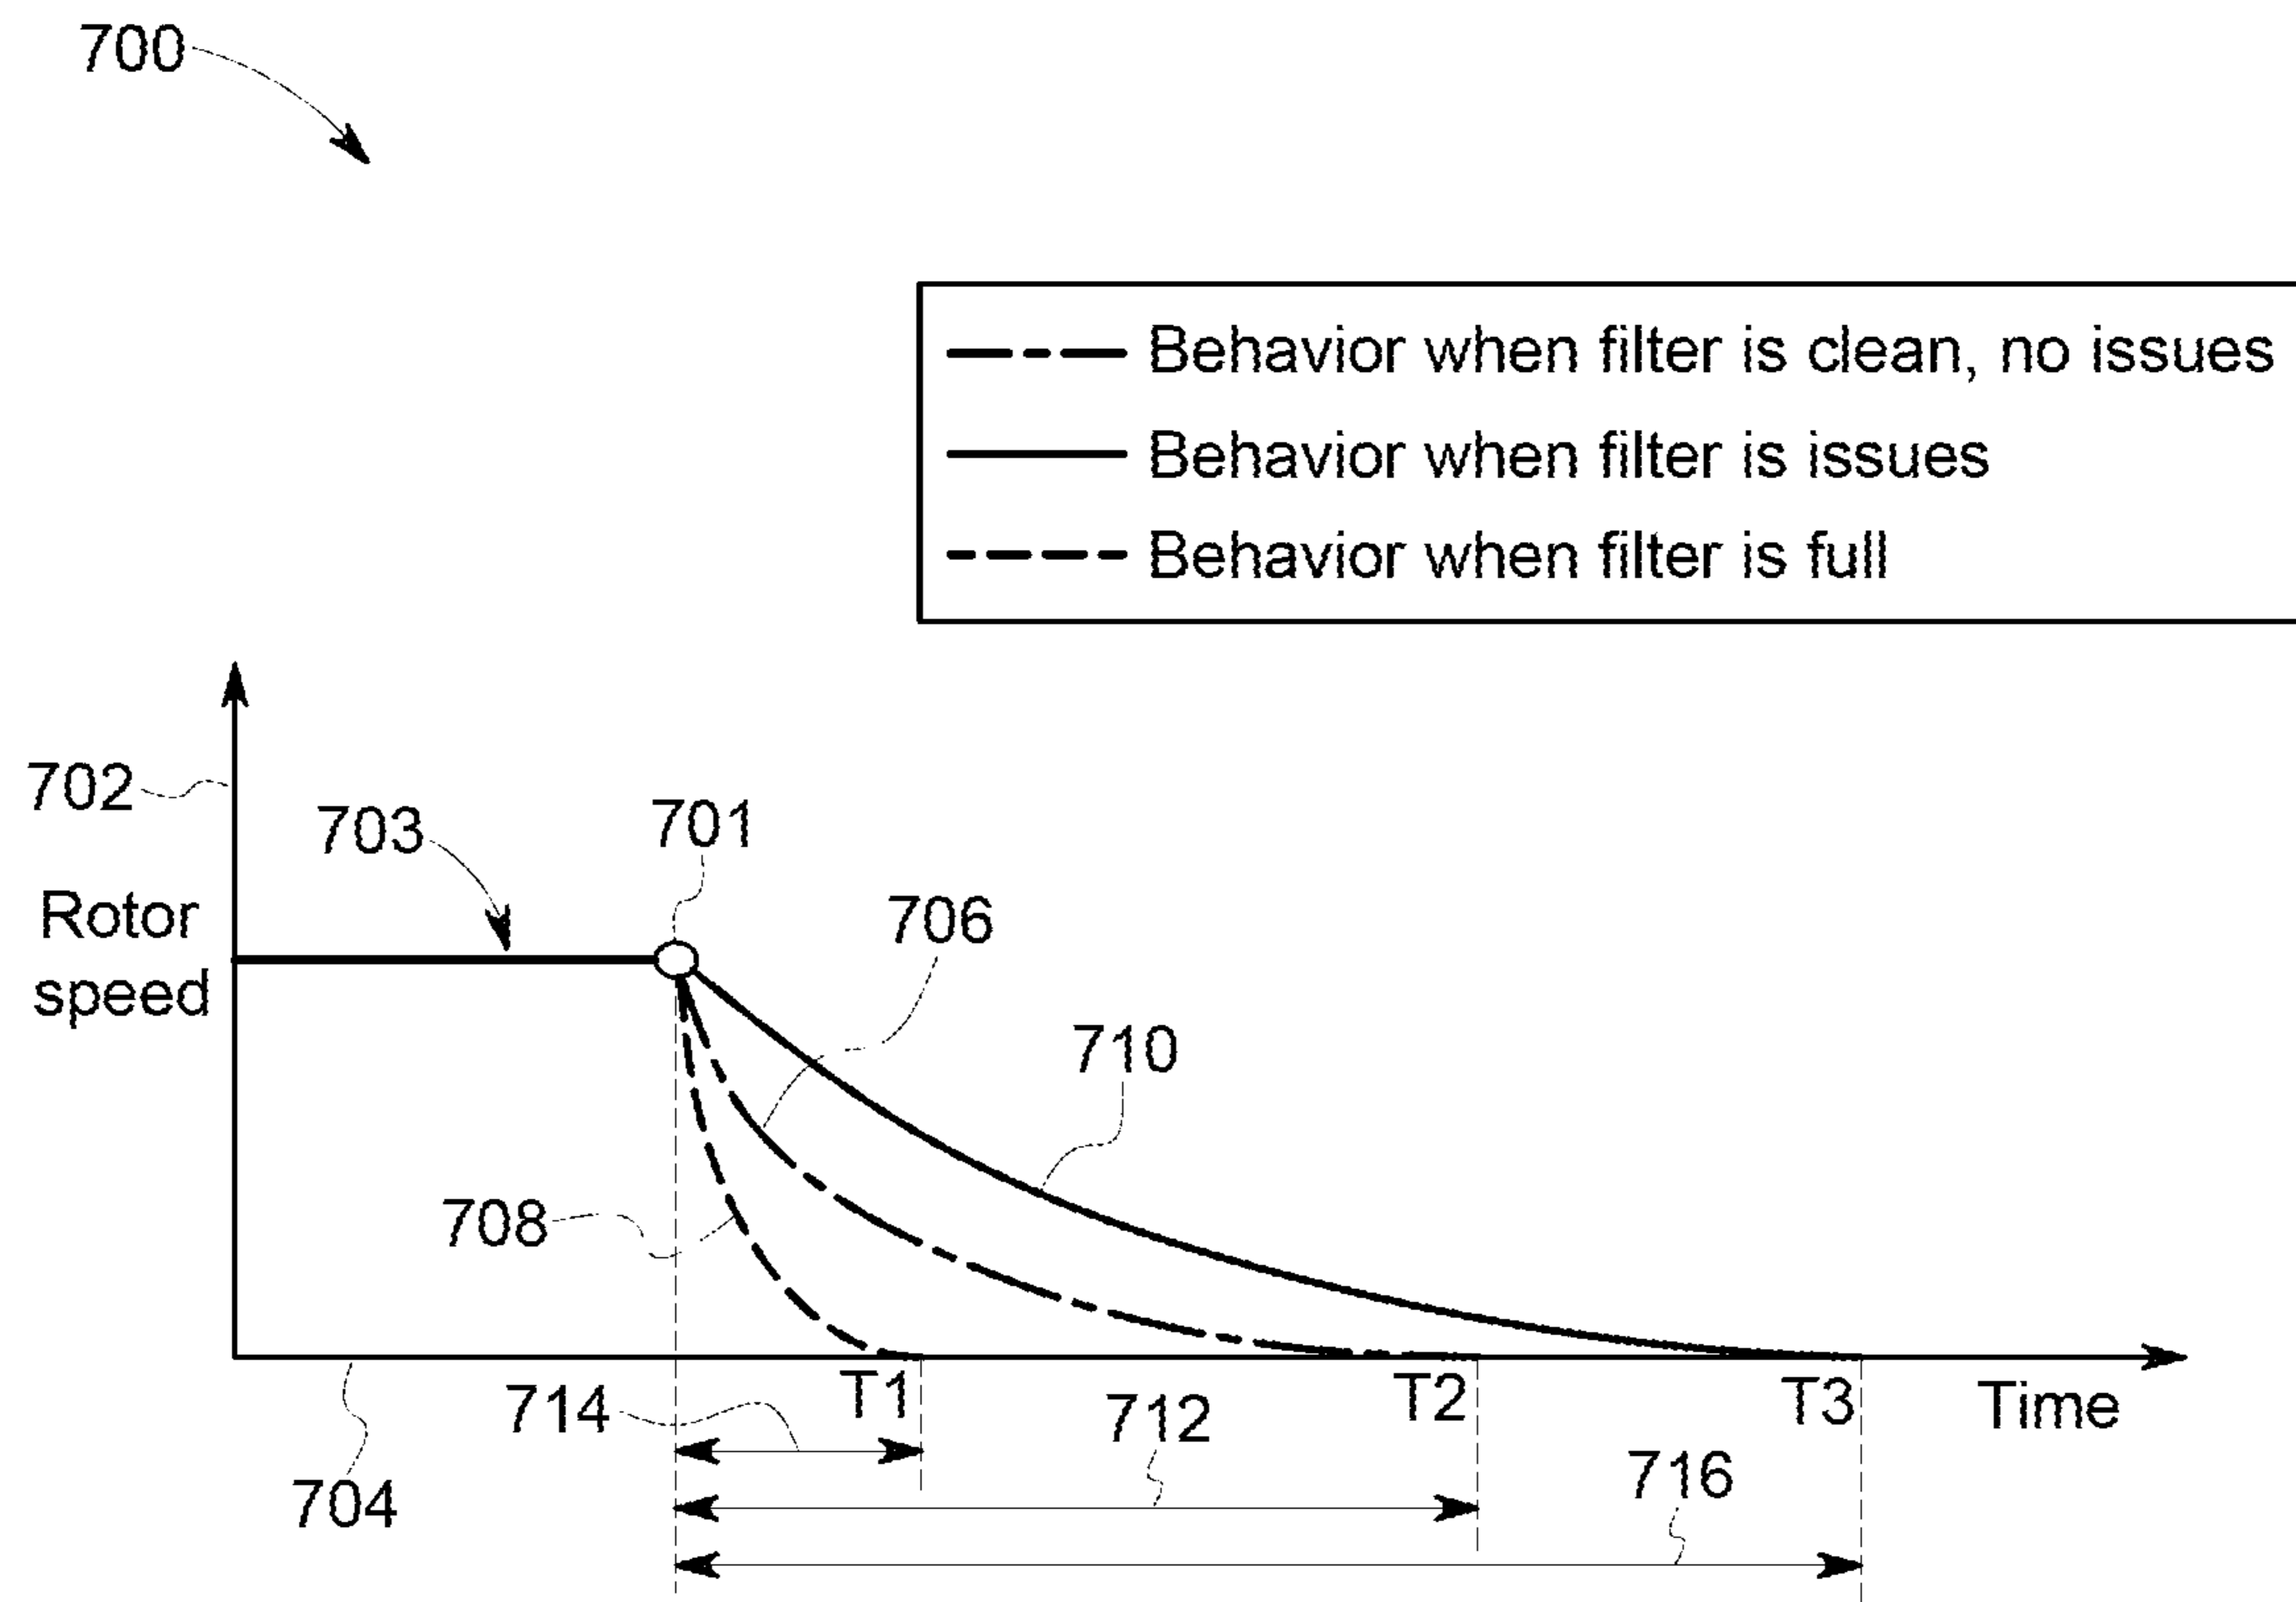 700
Behavior when filter is clean, no issues
Behavior when filter is issues
Behavior when filter is full
702
703
701
706
Rotor
speed
710
708
T1
T2
T3
Time
714
712
716
704